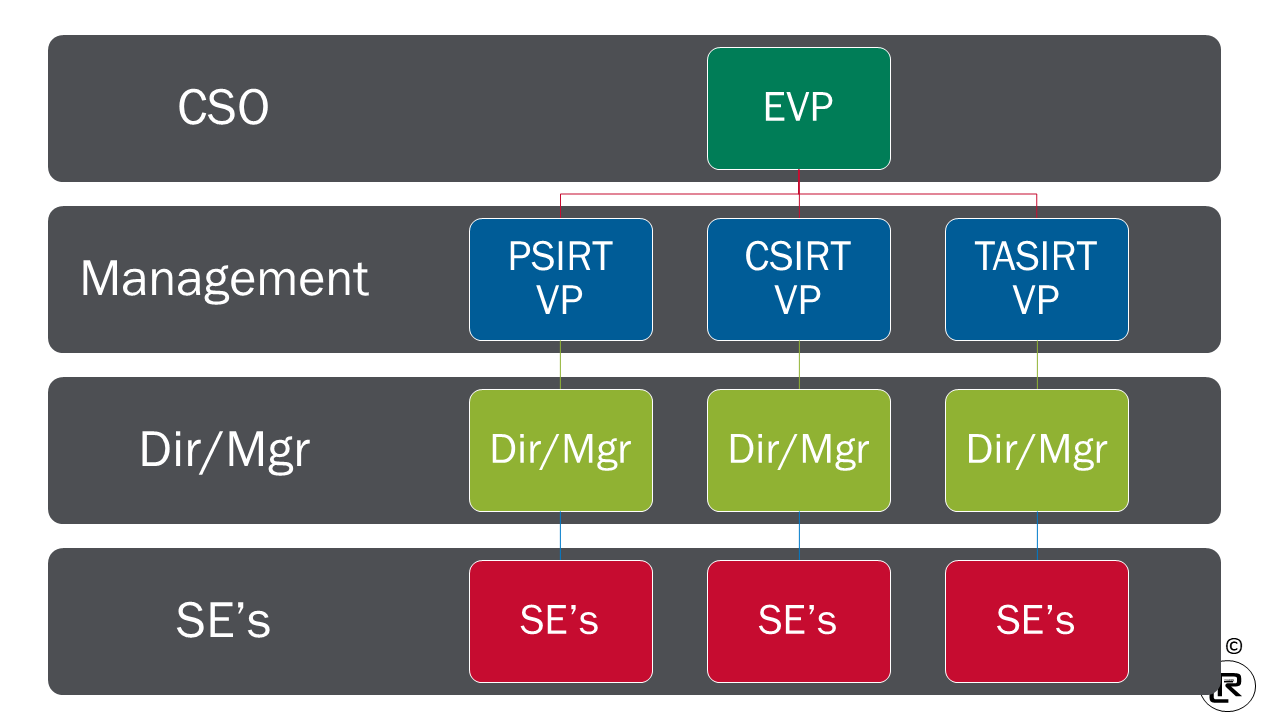 CSO
EVP
Management
PSIRT
VP
CSIRT
VP
TASIRT
VP
Dir/Mgr
Dir/Mgr
Dir/Mgr
Dir/Mgr
SE’s
SE’s
SE’s
SE’s
©
R